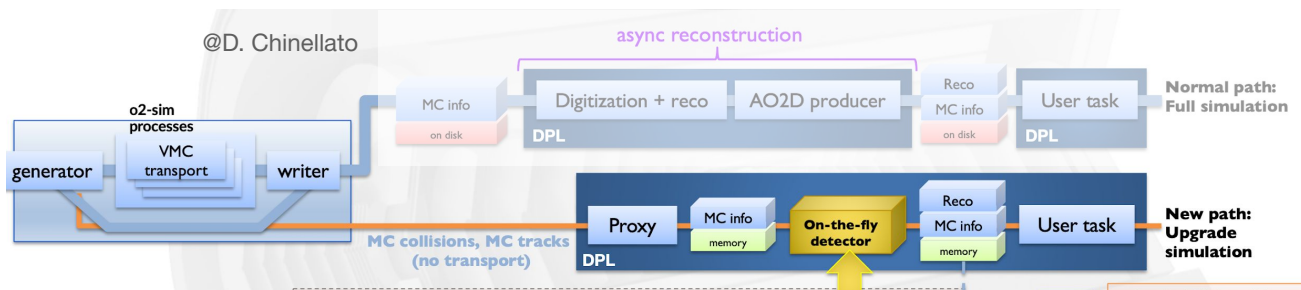 @D. Chinellato
async reconstruction
o2-sim
processes
generator
VMC
transport
writer
MC info
on disk
Digitization + reco
AO2D producer
DPL
Reco
MC info
on disk
User task
DPL
Normal path:
Full simulation
MC collisions, MC tracks
(no transport)
Proxy
MC info
memory
On-the-fly
detector
Reco
MC info
memory
User task
DPL
New path:
Upgrade
simulation